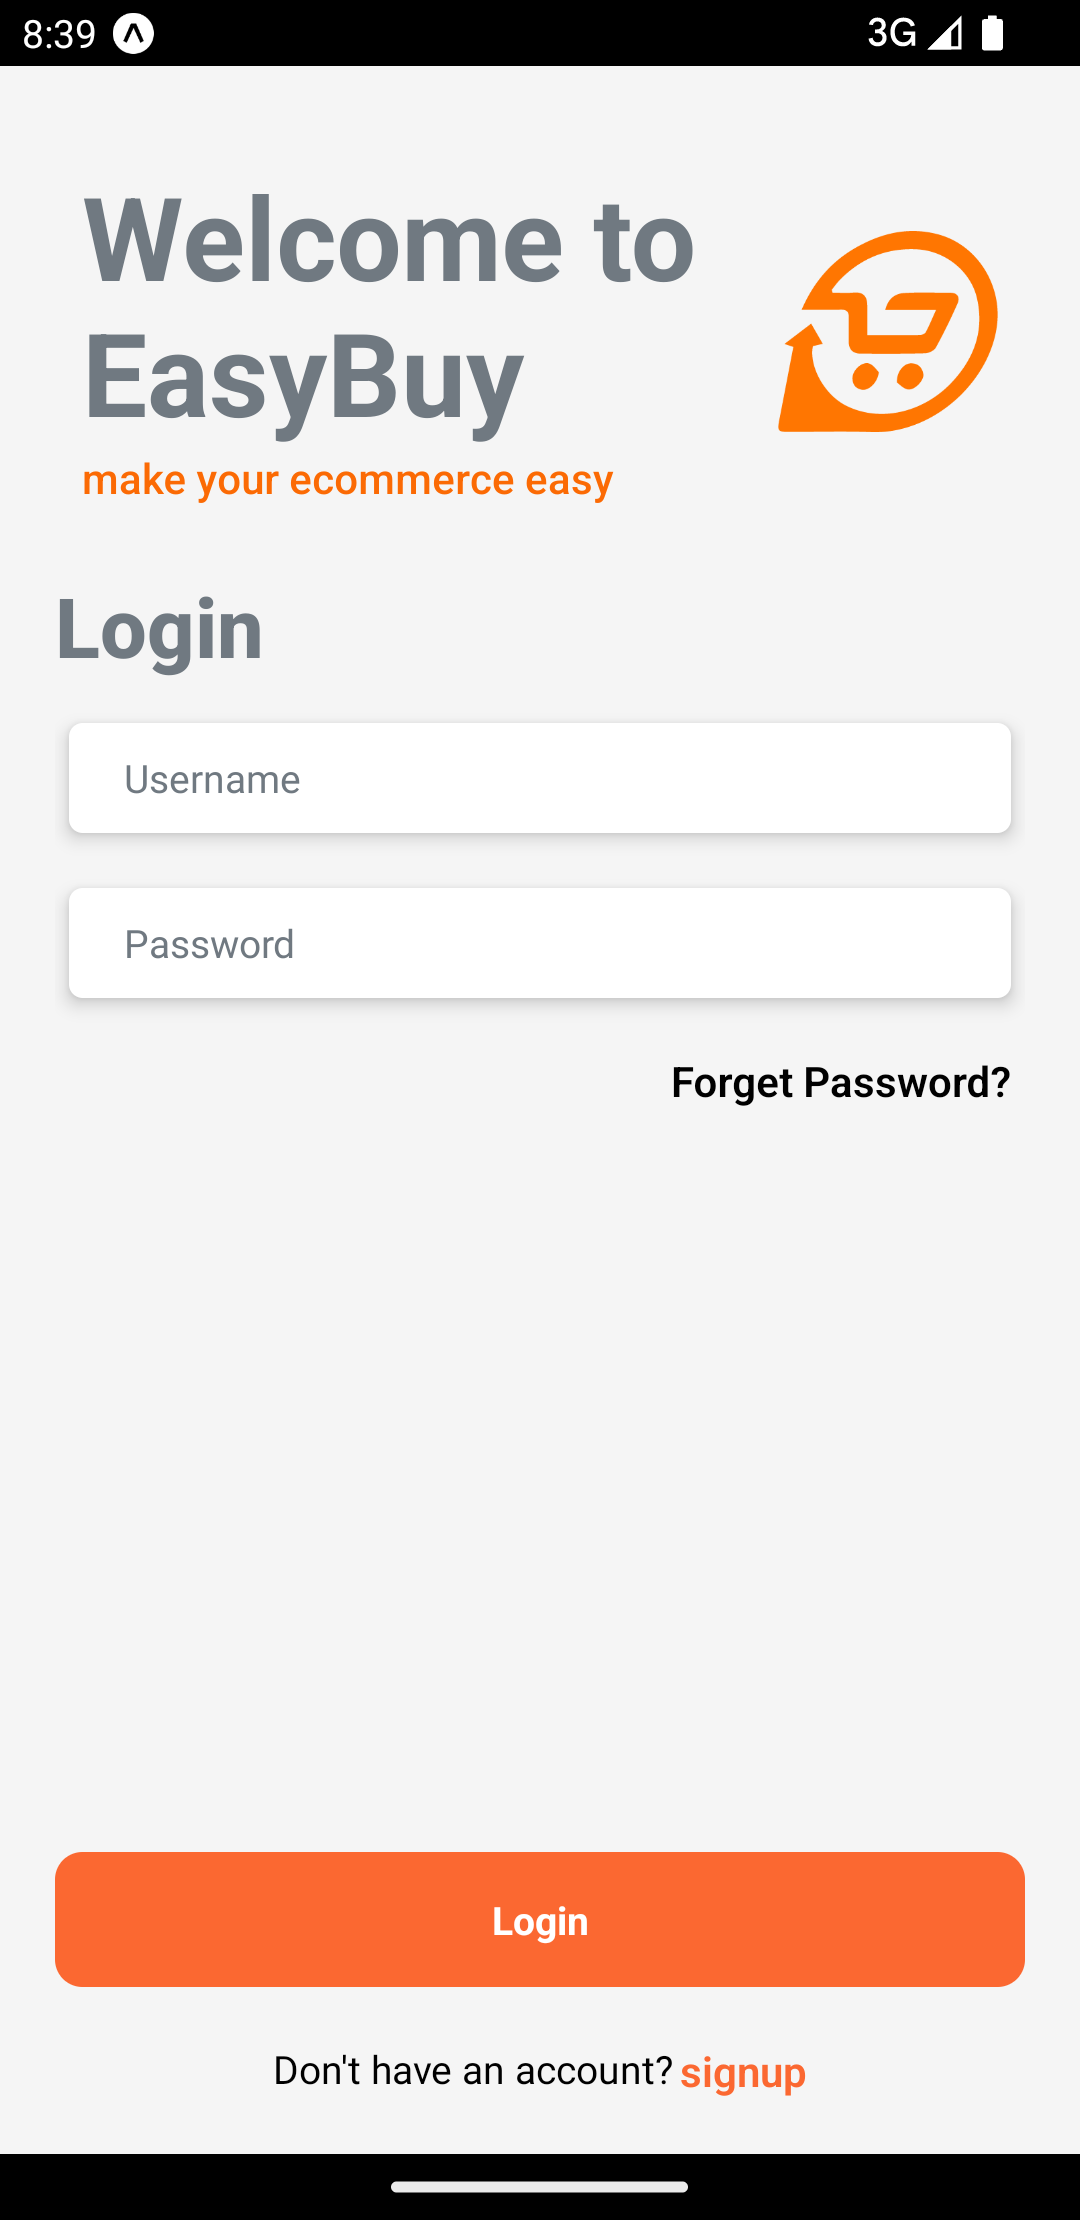 8:39 3G
Welcome to
EasyBuy
make your ecommerce easy
Login
Username
Password
Forget Password?
Login
Don't have an account? signup